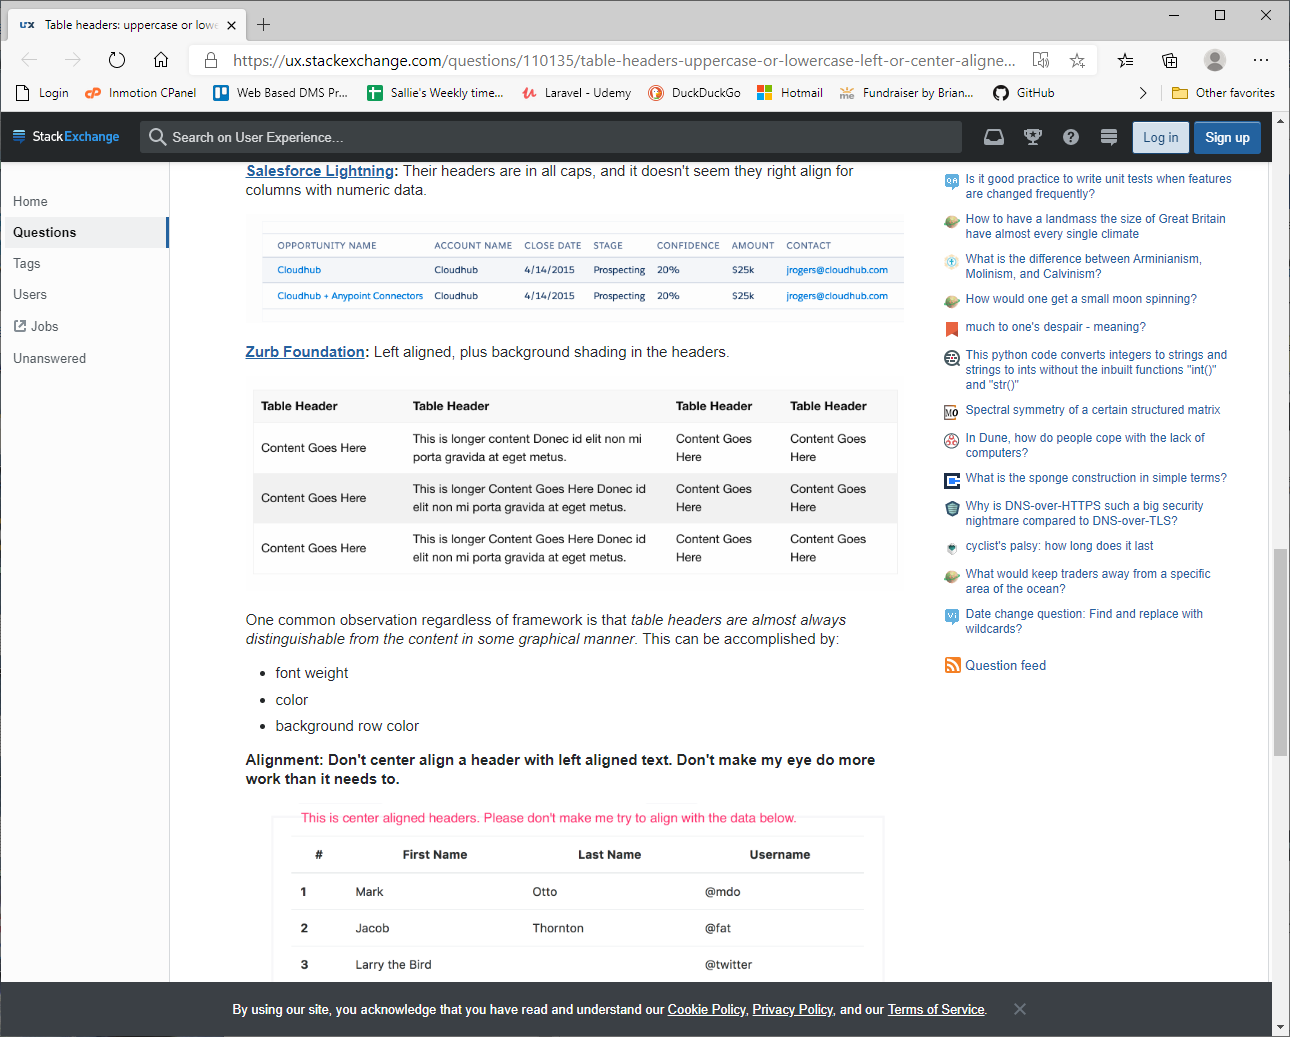 ux Table headers: uppercase or lowe
https://ux.stackexchange.com/questions/110135/table-headers-uppercase-or-lowercase-left-or-center-aligne...
Login
cP Inmotion CPanel
Web Based DMS Pr...
Sallie's Weekly time...
Laravel - Udemy
DuckDuckGo
Hotmail
Fundraiser by Brian...
GitHub
Other favorites
StackExchange
Search on User Experience...
Log in
Sign up
Home
Questions
Tags
Users
Jobs
Unanswered
Salesforce Lightning: Their headers are in all caps, and it doesn't seem they right align for
columns with numeric data.
OPPORTUNITY NAME ACCOUNT NAME CLOSE DATE STAGE CONFIDENCE AMOUNT CONTACT
Cloudhub Cloudhub 4/14/2015 Prospecting 20% $25k jrogers@cloudhub.com
Cloudhub + Anypoint Connectors Cloudhub 4/14/2015 Prospecting 20% $25k jrogers@cloudhub.com
Zurb Foundation: Left aligned, plus background shading in the headers.
Table Header Table Header Table Header Table Header
Content Goes Here This is longer content Donec id elit non mi Content Goes Content Goes
porta gravida at eget metus. Here Here
Content Goes Here This is longer Content Goes Here Donec id Content Goes Content Goes
elit non mi porta gravida at eget metus. Here Here
Content Goes Here This is longer Content Goes Here Donec id Content Goes Content Goes
elit non mi porta gravida at eget metus. Here Here
One common observation regardless of framework is that table headers are almost always
distinguishable from the content in some graphical manner. This can be accomplished by:
• font weight
• color
• background row color
Alignment: Don't center align a header with left aligned text. Don't make my eye do more
work than it needs to.
This is center aligned headers. Please don't make me try to align with the data below.
# First Name Last Name Username
1 Mark Otto @mdo
2 Jacob Thornton @fat
3 Larry the Bird @twitter
QA Is it good practice to write unit tests when features
are changed frequently?
How to have a landmass the size of Great Britain
have almost every single climate
What is the difference between Arminianism,
Molinism, and Calvinism?
How would one get a small moon spinning?
much to one's despair - meaning?
This python code converts integers to strings and
strings to ints without the inbuilt functions "int()"
and "str()"
MO Spectral symmetry of a certain structured matrix
In Dune, how do people cope with the lack of
computers?
What is the sponge construction in simple terms?
Why is DNS-over-HTTPS such a big security
nightmare compared to DNS-over-TLS?
cyclist's palsy: how long does it last
What would keep traders away from a specific
area of the ocean?
Vi Date change question: Find and replace with
wildcards?
Question feed
By using our site, you acknowledge that you have read and understand our Cookie Policy, Privacy Policy, and our Terms of Service.